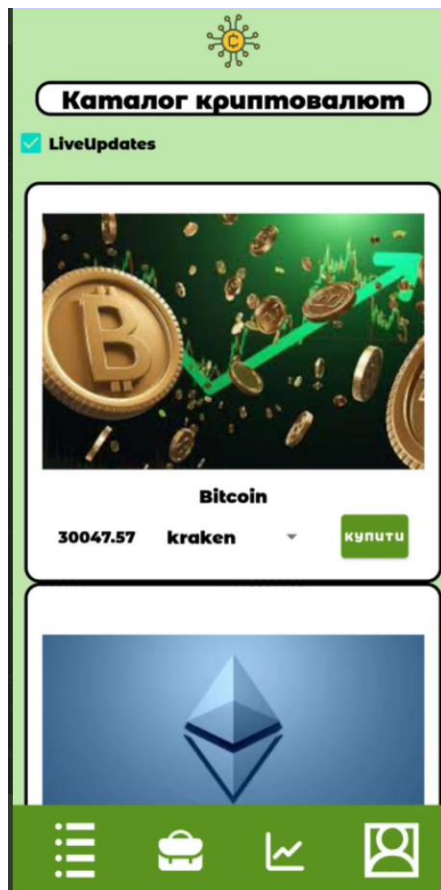 Каталог криптовалют
LiveUpdates
Bitcoin
30047.57 kraken купити